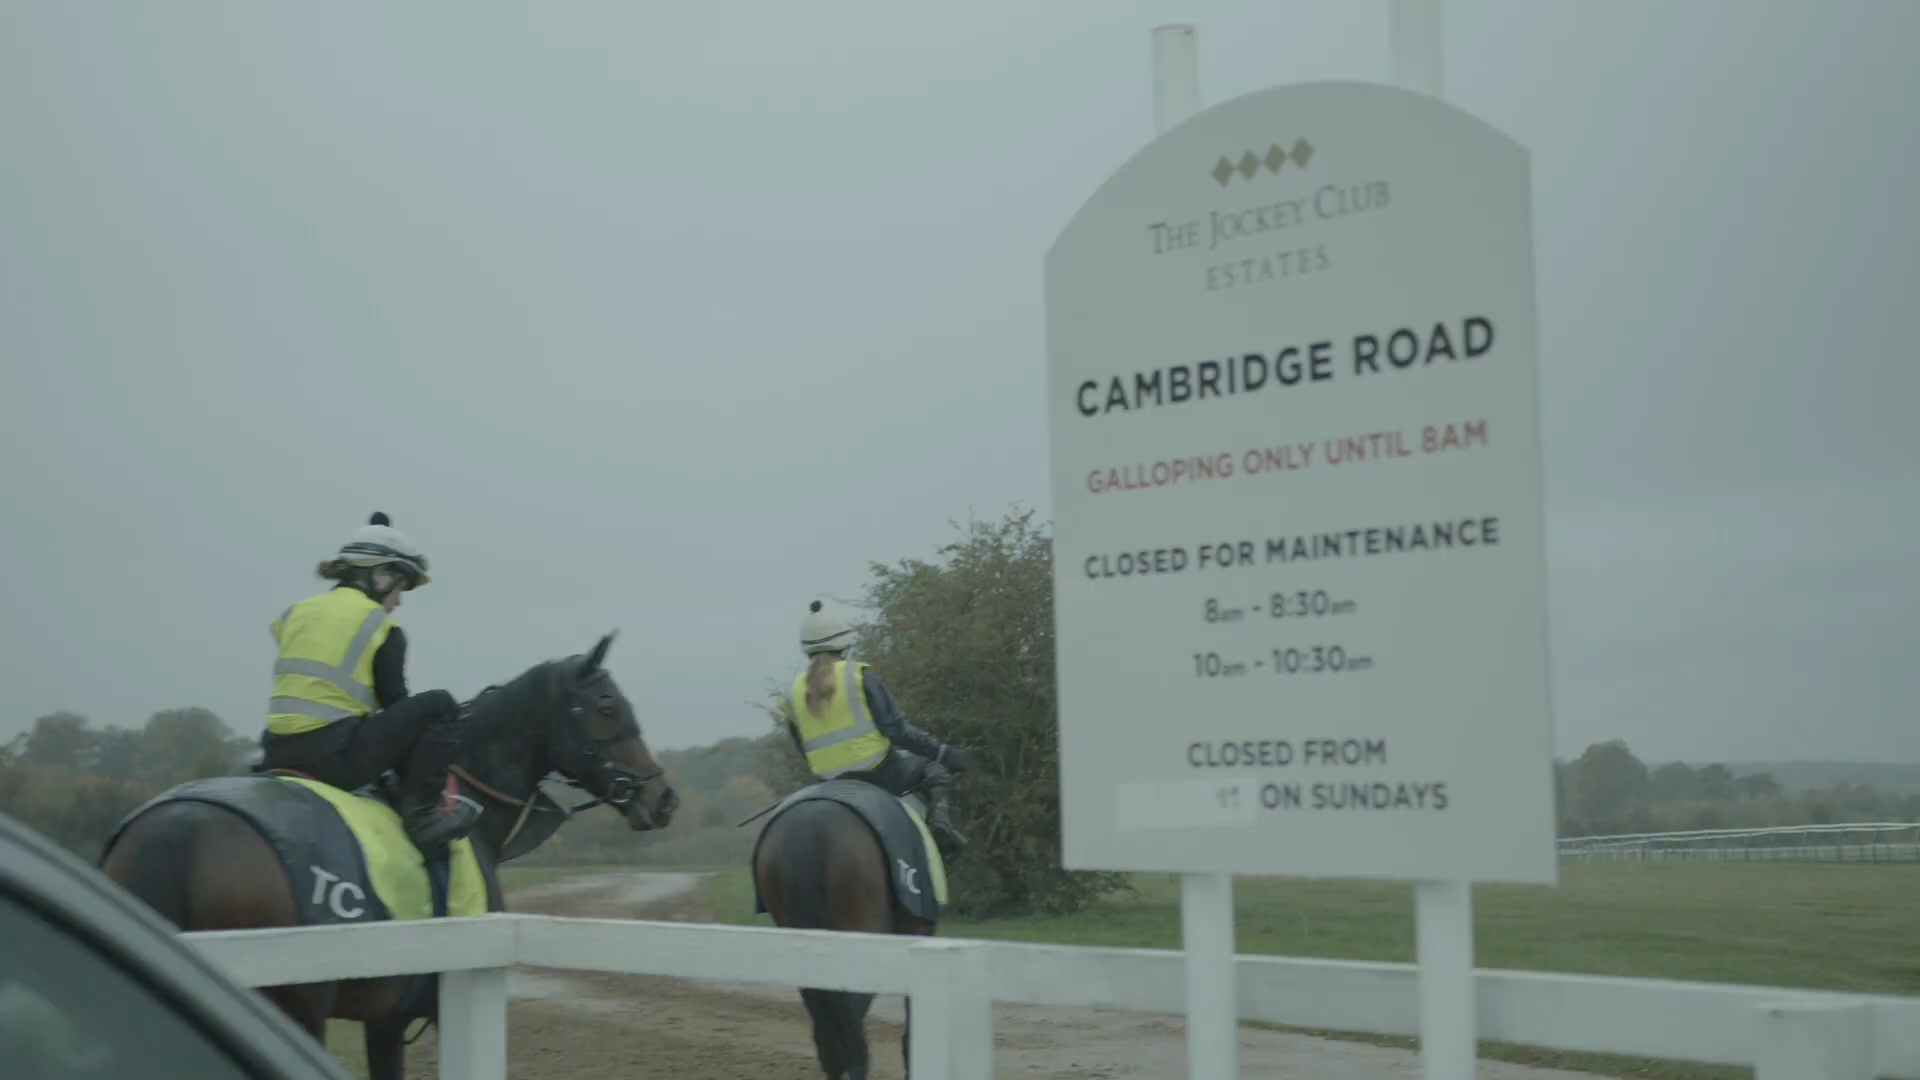 THE JOCKEY CLUB
ESTATES
CAMBRIDGE ROAD
GALLOPING ONLY UNTIL 8AM
CLOSED FOR MAINTENANCE
8am - 8:30am
10am - 10:30am
CLOSED FROM
ON SUNDAYS
TC
TC